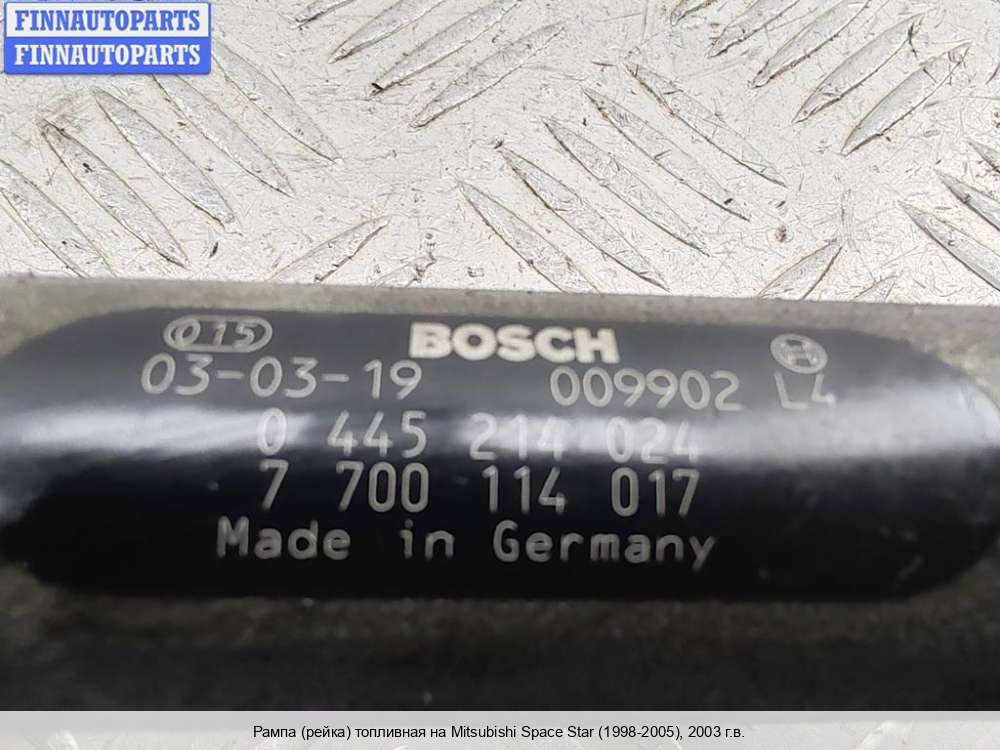 FINNAUTOPARTS
FINNAUTOPARTS
015 BOSCH
03-03-19 009902 L4
0 445 214 024
7 700 114 017
Made in Germany
Рампа (рейка) топливная на Mitsubishi Space Star (1998-2005), 2003 г.в.